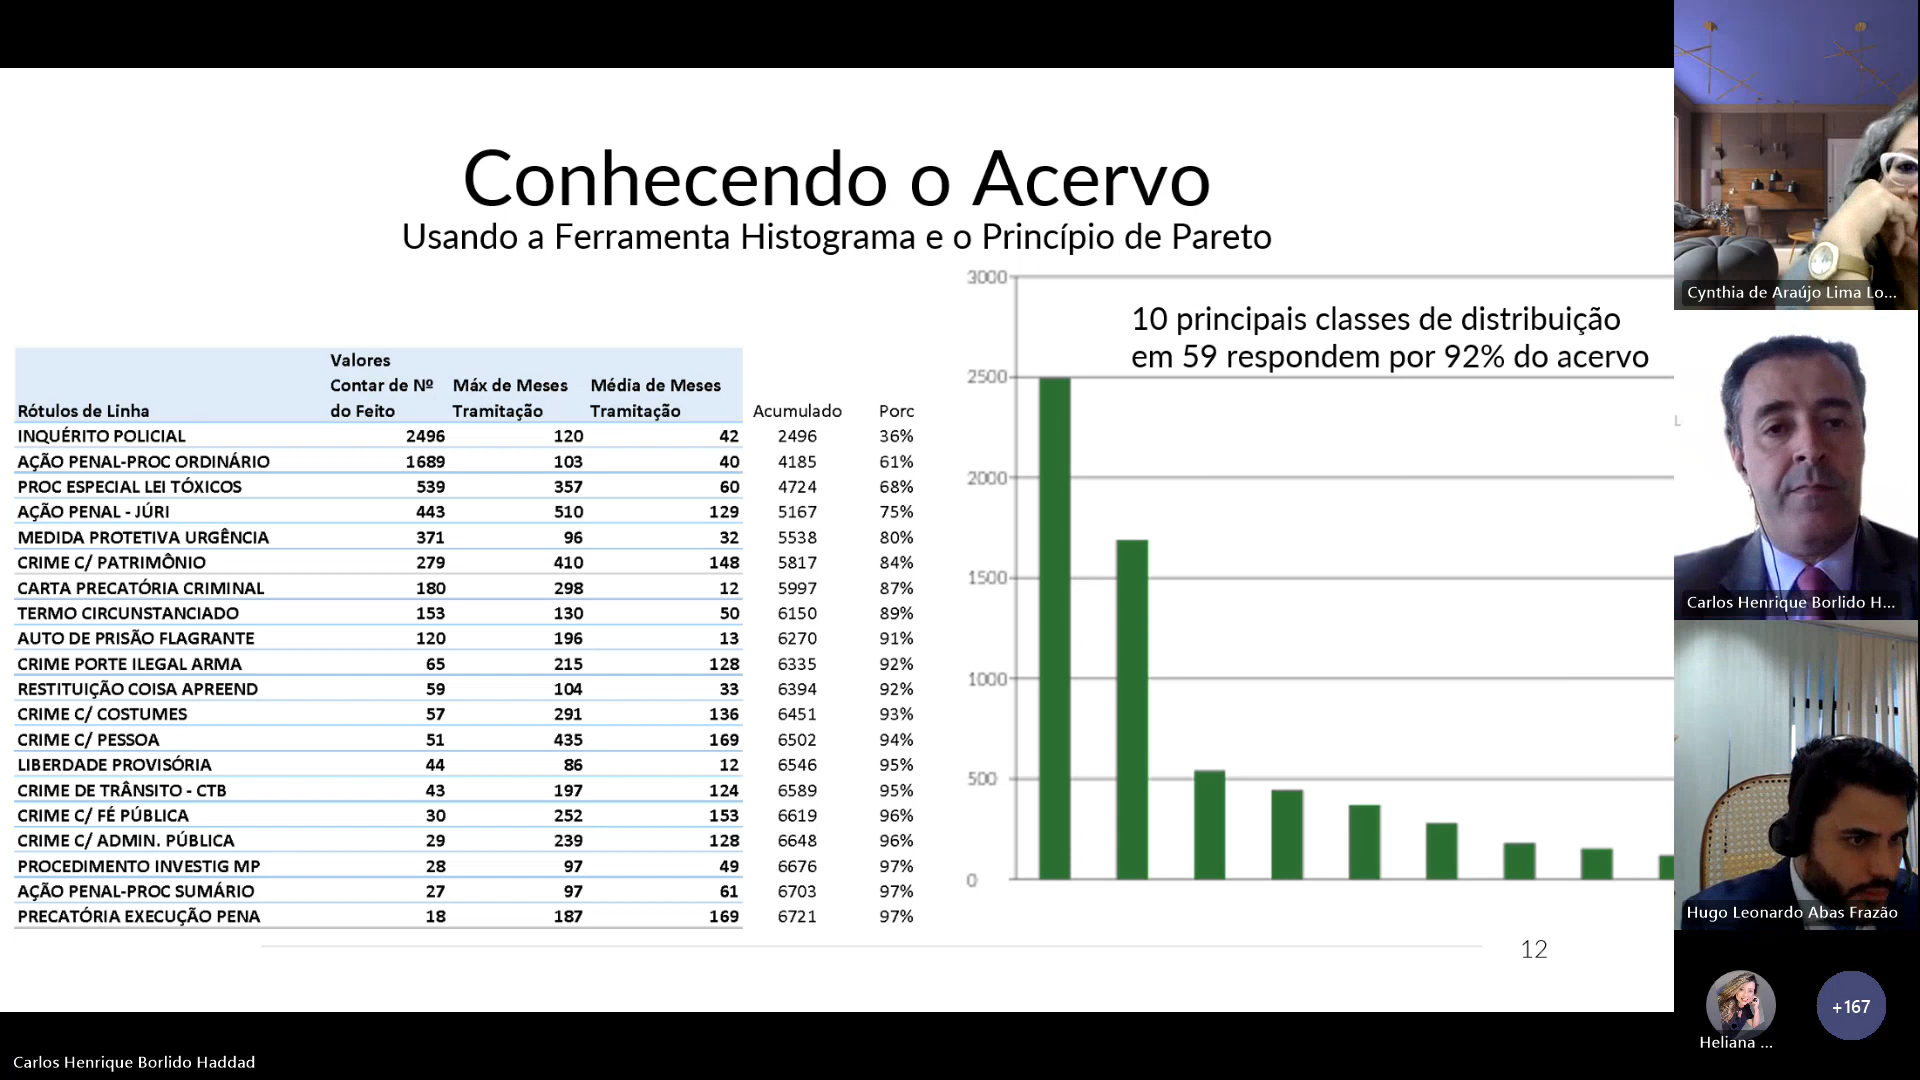 Conhecendo o Acervo
Usando a Ferramenta Histograma e o Princípio de Pareto
Valores
Contar de Nº Máx de Meses Média de Meses
Rótulos de Linha do Feito Tramitação Tramitação Acumulado Porc
INQUÉRITO POLICIAL 2496 120 42 2496 36%
AÇÃO PENAL-PROC ORDINÁRIO 1689 103 40 4185 61%
PROC ESPECIAL LEI TÓXICOS 539 357 60 4724 68%
AÇÃO PENAL - JÚRI 443 510 129 5167 75%
MEDIDA PROTETIVA URGÊNCIA 371 96 32 5538 80%
CRIME C/ PATRIMÔNIO 279 410 148 5817 84%
CARTA PRECATÓRIA CRIMINAL 180 298 12 5997 87%
TERMO CIRCUNSTANCIADO 153 130 50 6150 89%
AUTO DE PRISÃO FLAGRANTE 120 196 13 6270 91%
CRIME PORTE ILEGAL ARMA 65 215 128 6335 92%
RESTITUIÇÃO COISA APREEND 59 104 33 6394 92%
CRIME C/ COSTUMES 57 291 136 6451 93%
CRIME C/ PESSOA 51 435 169 6502 94%
LIBERDADE PROVISÓRIA 44 86 12 6546 95%
CRIME DE TRÂNSITO - CTB 43 197 124 6589 95%
CRIME C/ FÉ PÚBLICA 30 252 153 6619 96%
CRIME C/ ADMIN. PÚBLICA 29 239 128 6648 96%
PROCEDIMENTO INVESTIG MP 28 97 49 6676 97%
AÇÃO PENAL-PROC SUMÁRIO 27 97 61 6703 97%
PRECATÓRIA EXECUÇÃO PENA 18 187 169 6721 97%
3000
10 principais classes de distribuição
em 59 respondem por 92% do acervo
2500
2000
1500
1000
500
0
12
Cynthia de Araújo Lima Lo...
Carlos Henrique Borlido H...
Hugo Leonardo Abas Frazão
+167
Heliana ...
Carlos Henrique Borlido Haddad